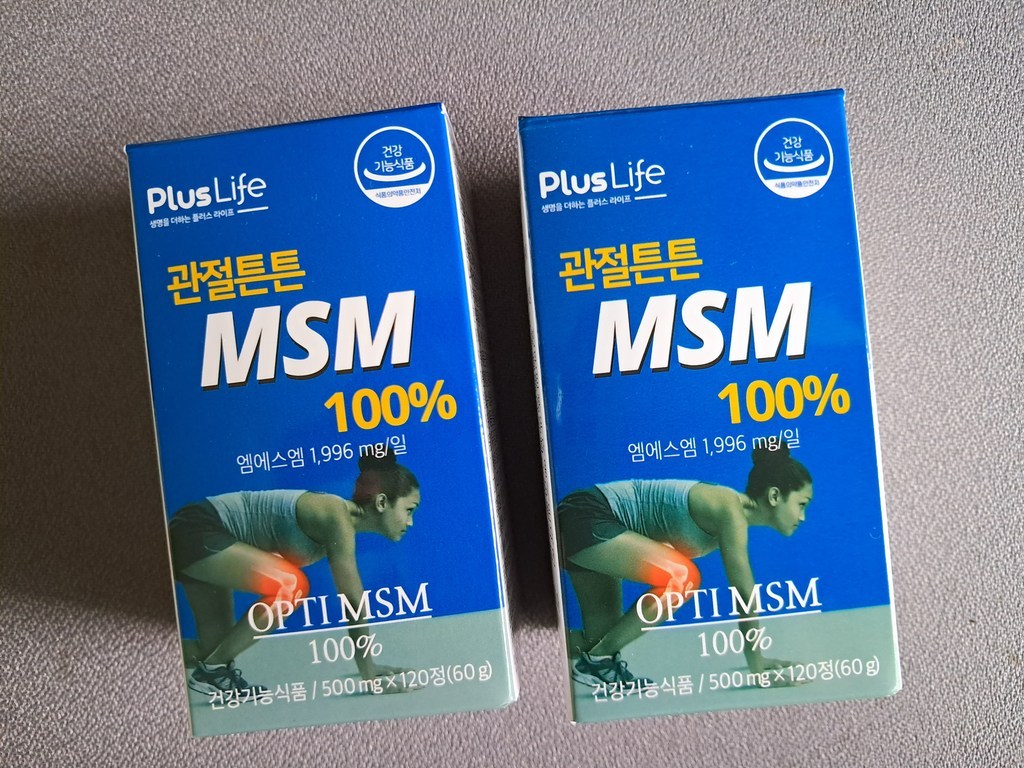 Plus Life
생명을 더하는 플러스 라이프
건강
기능식품
식품의약품안전처
관절튼튼
MSM
100%
엠에스엠 1,996 mg/일
OPTI MSM
100%
건강기능식품 / 500 mg × 120정(60 g)
Plus Life
생명을 더하는 플러스 라이프
건강
기능식품
식품의약품안전처
관절튼튼
MSM
100%
엠에스엠 1,996 mg/일
OPTI MSM
100%
건강기능식품 / 500 mg × 120정(60 g)